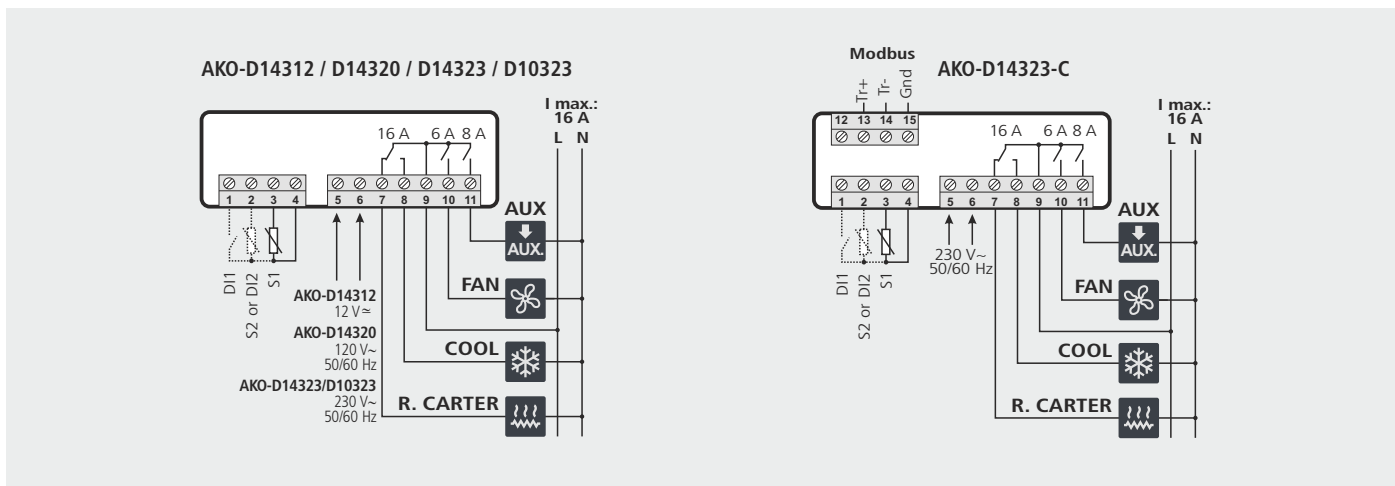 AKO-D14312 / D14320 / D14323 / D10323
I max.:
16 A
L N
16 A 6 A 8 A
1 2 3 4 5 6 7 8 9 10 11
DI1
S2 or DI2
S1
AUX
AUX.
FAN
COOL
R. CARTER
AKO-D14312
12 V≂
AKO-D14320
120 V~
50/60 Hz
AKO-D14323/D10323
230 V~
50/60 Hz
Modbus
AKO-D14323-C
Tr+
Tr-
Gnd
12 13 14 15
I max.:
16 A
L N
16 A 6 A 8 A
1 2 3 4 5 6 7 8 9 10 11
DI1
S2 or DI2
S1
230 V~
50/60 Hz
AUX
AUX.
FAN
COOL
R. CARTER